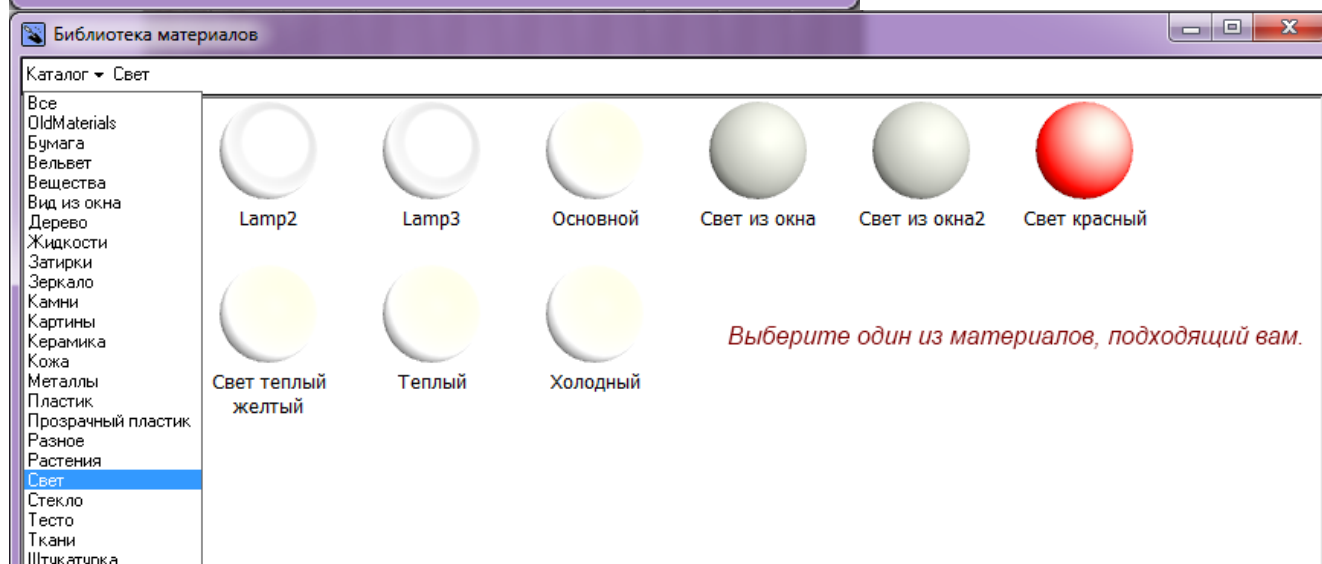 Библиотека материалов
Каталог Свет
Все
OldMaterials
Бумага
Вельвет
Вещества
Вид из окна
Дерево
Жидкости
Затирки
Зеркало
Камни
Картины
Керамика
Кожа
Металлы
Пластик
Прозрачный пластик
Разное
Растения
Свет
Стекло
Тесто
Ткани
Штукатурка
Lamp2 Lamp3 Основной Свет из окна Свет из окна2 Свет красный
Свет теплый Теплый Холодный
желтый
Выберите один из материалов, подходящий вам.